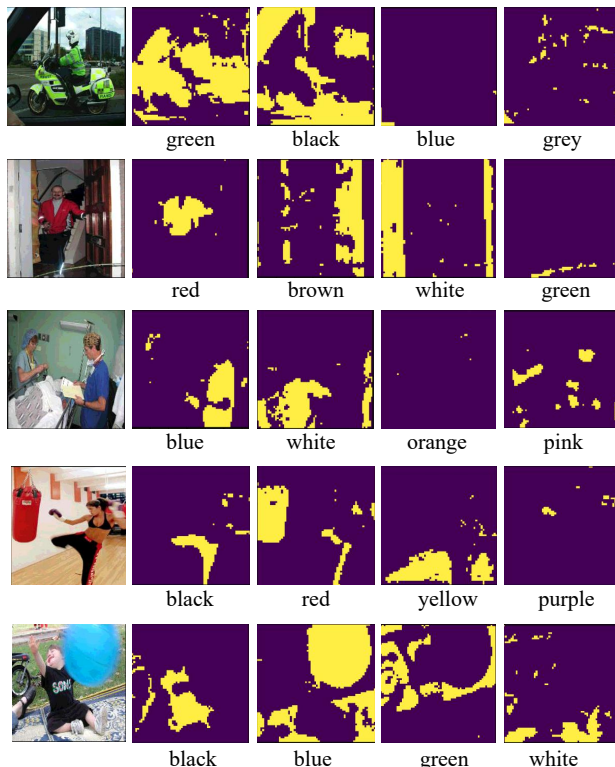 green black blue grey
red brown white green
blue white orange pink
black red yellow purple
SOME
black blue green white